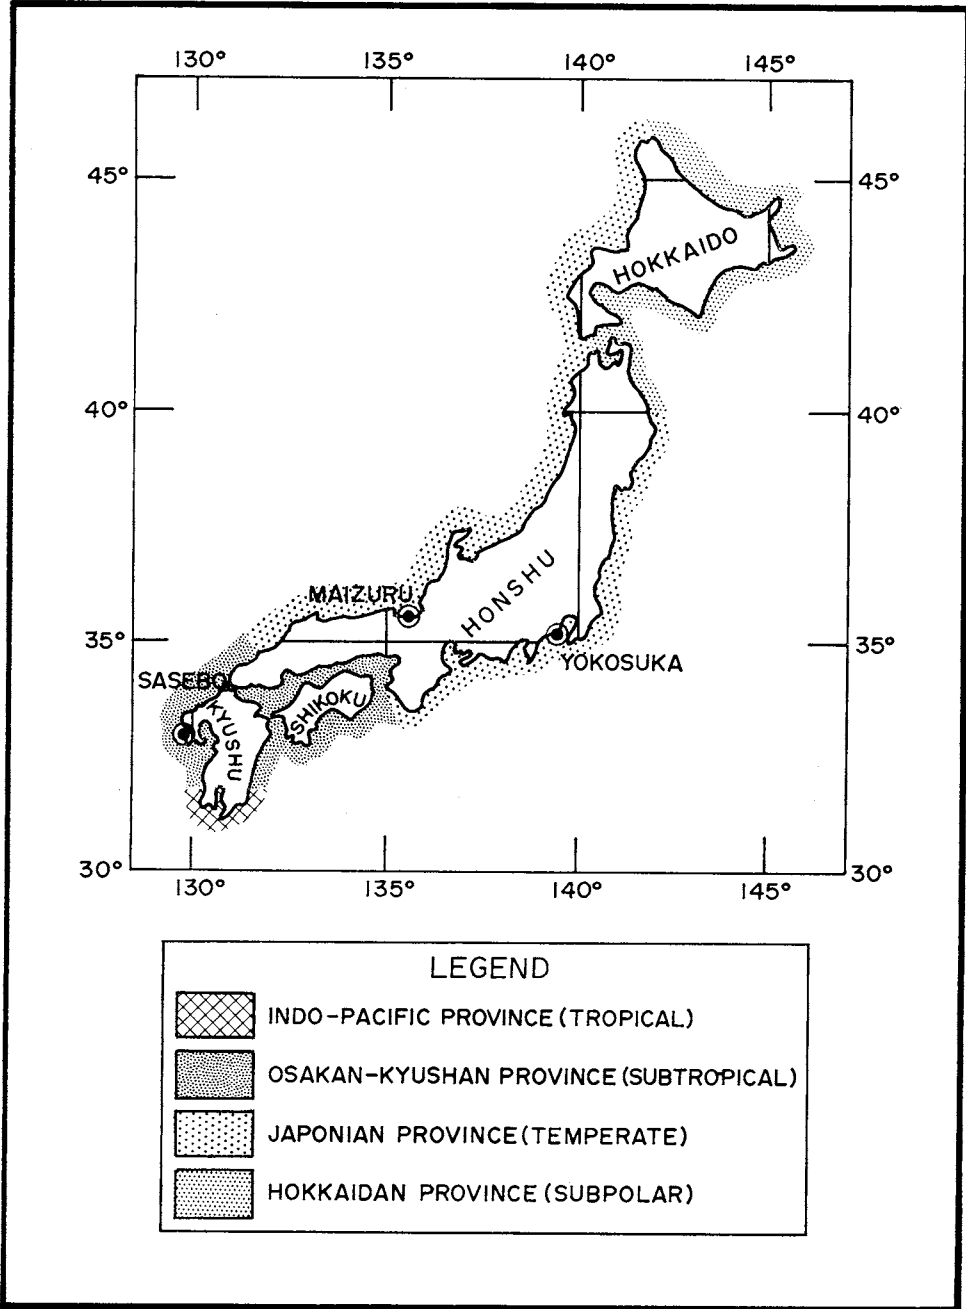 130° 135° 140° 145°
45° 45°
HOKKAIDO
40° 40°
HONSHU
MAIZURU
35° 35°
YOKOSUKA
SASEBO
SHIKOKU
KYUSHU
30° 30°
130° 135° 140° 145°
LEGEND
INDO-PACIFIC PROVINCE (TROPICAL)
OSAKAN-KYUSHAN PROVINCE (SUBTROPICAL)
JAPONIAN PROVINCE (TEMPERATE)
HOKKAIDAN PROVINCE (SUBPOLAR)